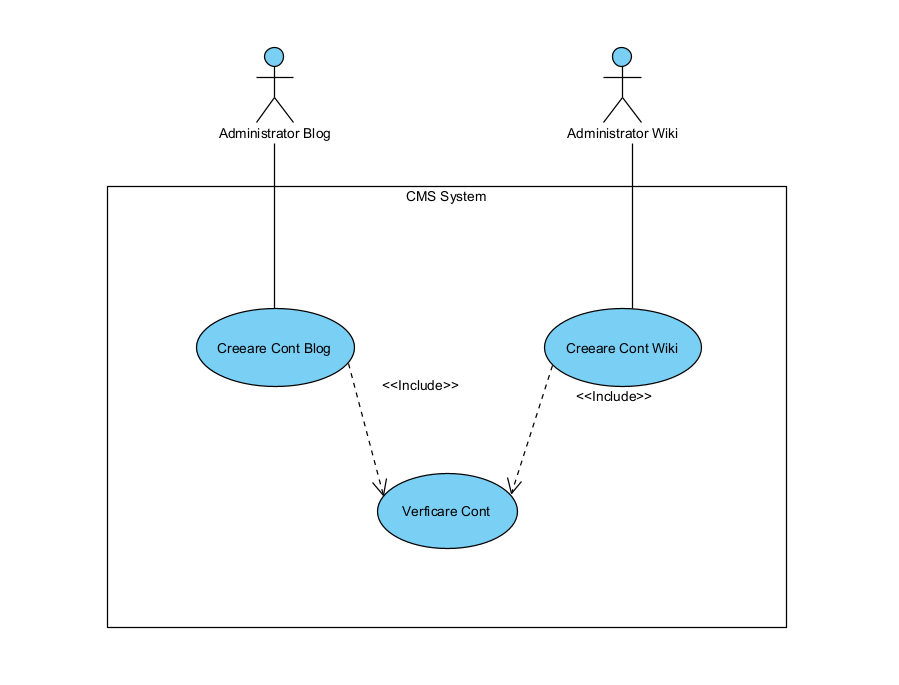 Administrator Blog
Administrator Wiki
CMS System
Creeare Cont Blog
Creeare Cont Wiki
<<Include>>
<<Include>>
Verficare Cont